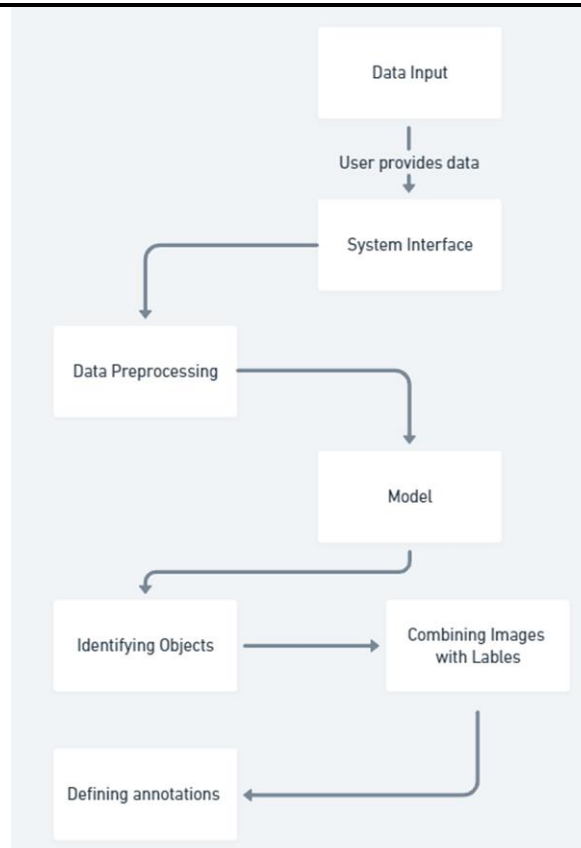 Data Input
User provides data
System Interface
Data Preprocessing
Model
Identifying Objects
Combining Images
with Lables
Defining annotations